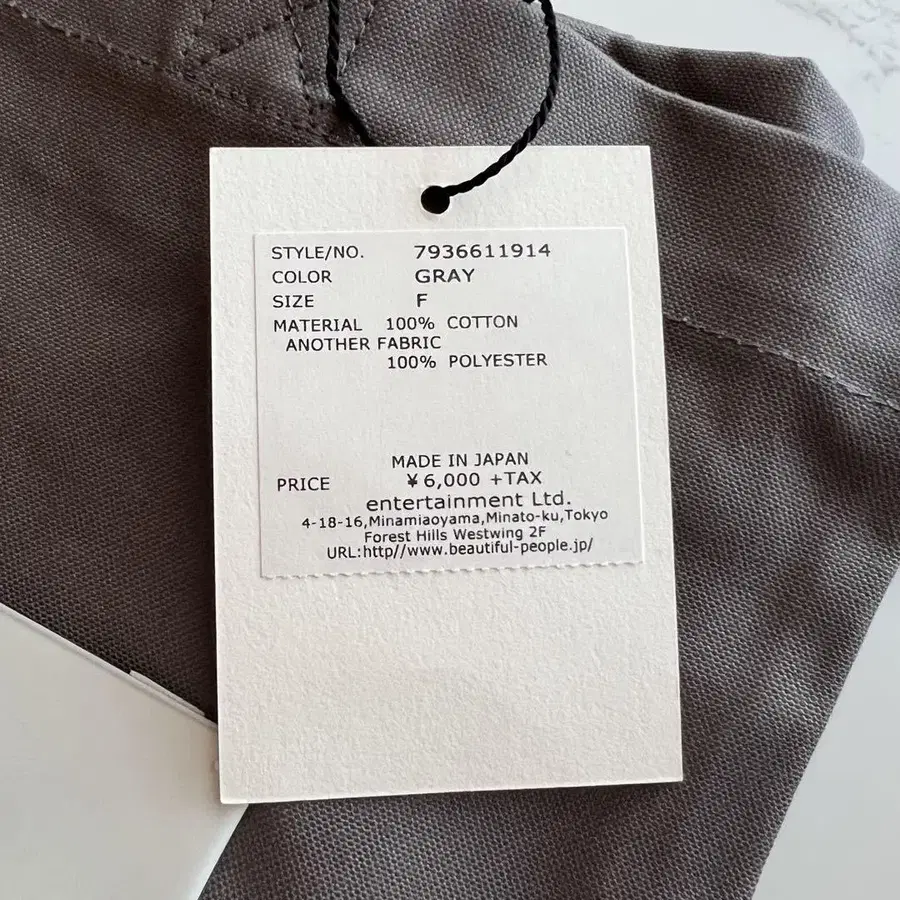 STYLE/NO. 7936611914
COLOR GRAY
SIZE F
MATERIAL 100% COTTON
ANOTHER FABRIC
100% POLYESTER
MADE IN JAPAN
PRICE ¥6,000 +TAX
entertainment Ltd.
4-18-16,Minamiaoyama,Minato-ku,Tokyo
Forest Hills Westwing 2F
URL:http//www.beautiful-people.jp/